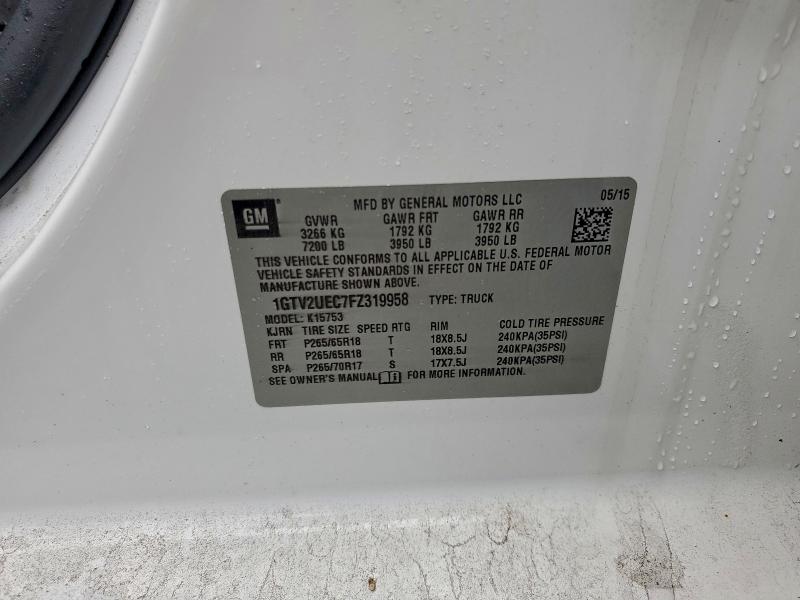 MFD BY GENERAL MOTORS LLC 05/15
GM
GVWR GAWR FRT GAWR RR
3266 KG 1792 KG 1792 KG
7200 LB 3950 LB 3950 LB
THIS VEHICLE CONFORMS TO ALL APPLICABLE U.S. FEDERAL MOTOR
VEHICLE SAFETY STANDARDS IN EFFECT ON THE DATE OF
MANUFACTURE SHOWN ABOVE.
1GTV2UEC7FZ319958 TYPE: TRUCK
MODEL: K15753
KJRN TIRE SIZE SPEED RTG RIM COLD TIRE PRESSURE
FRT P265/65R18 T 18X8.5J 240KPA(35PSI)
RR P265/65R18 T 18X8.5J 240KPA(35PSI)
SPA P265/70R17 S 17X7.5J 240KPA(35PSI)
SEE OWNER'S MANUAL FOR MORE INFORMATION.